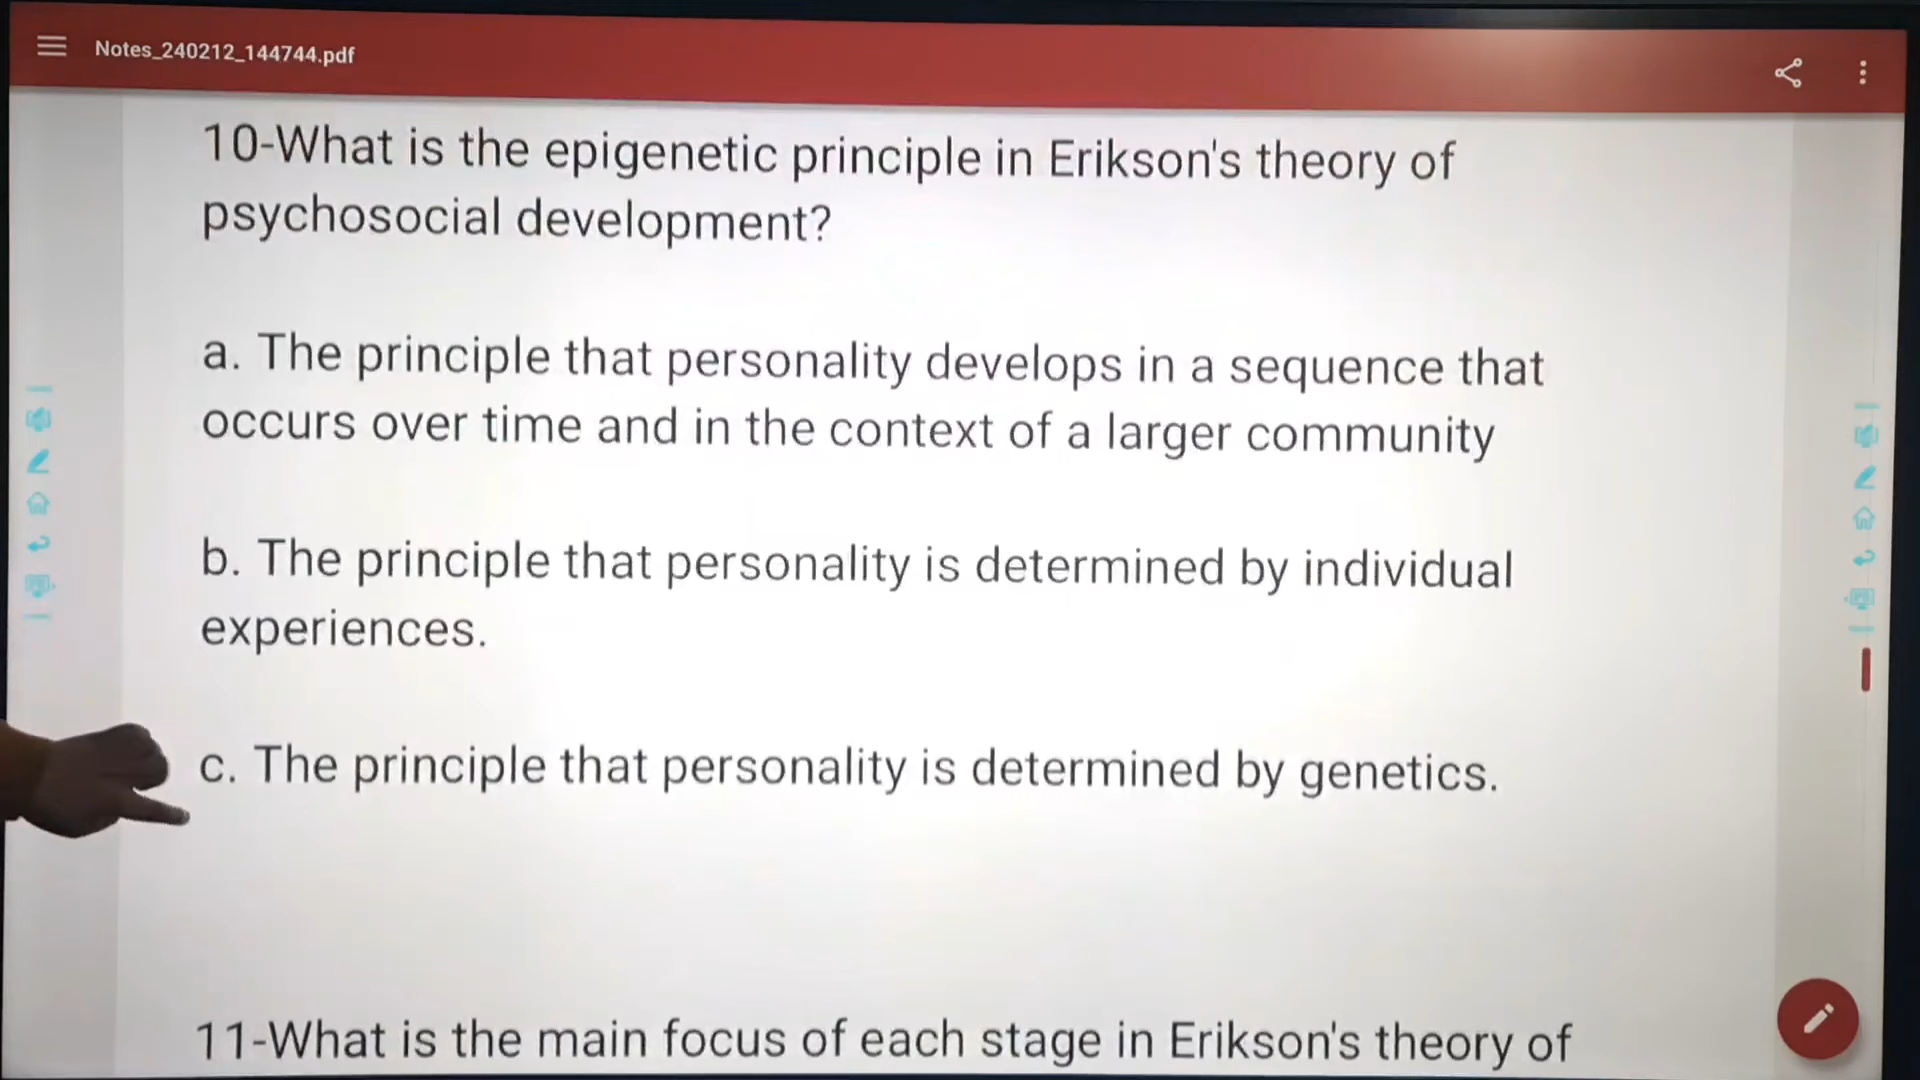 Notes_240212_144744.pdf
10-What is the epigenetic principle in Erikson's theory of
psychosocial development?
a. The principle that personality develops in a sequence that
occurs over time and in the context of a larger community
b. The principle that personality is determined by individual
experiences.
c. The principle that personality is determined by genetics.
11-What is the main focus of each stage in Erikson's theory of